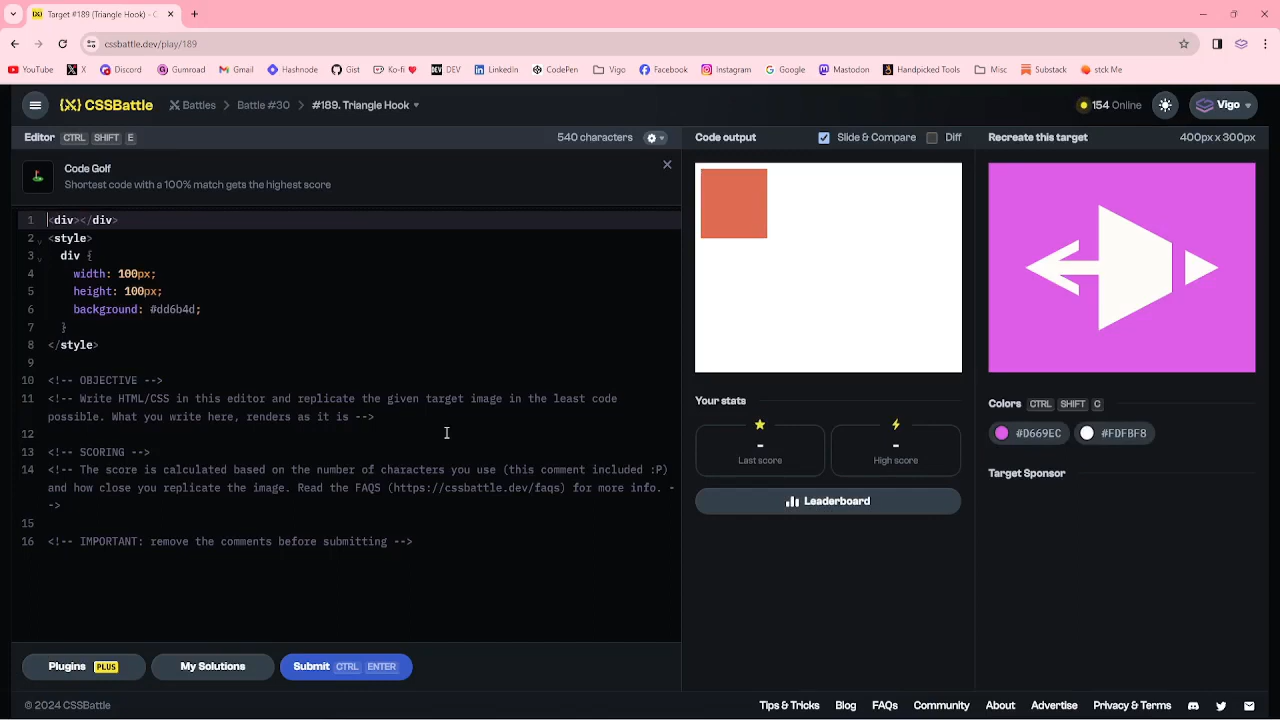 Target #189 (Triangle Hook) - C
cssbattle.dev/play/189
YouTube X Discord Gumroad Gmail Hashnode Gist Ko-fi DEV LinkedIn CodePen Vigo Facebook Instagram Google Mastodon Handpicked Tools Misc Substack stck Me
{X} CSSBattle Battles Battle #30 #189. Triangle Hook 154 Online Vigo
Editor CTRL SHIFT E 540 characters Code output Slide & Compare Diff Recreate this target 400px x 300px
Code Golf
Shortest code with a 100% match gets the highest score
1 <div></div>
2 <style>
3 div {
4 width: 100px;
5 height: 100px;
6 background: #dd6b4d;
7 }
8 </style>
9
10 <!-- OBJECTIVE -->
11 <!-- Write HTML/CSS in this editor and replicate the given target image in the least code
possible. What you write here, renders as it is -->
12
13 <!-- SCORING -->
14 <!-- The score is calculated based on the number of characters you use (this comment included :P)
and how close you replicate the image. Read the FAQS (https://cssbattle.dev/faqs) for more info. -
->
15
16 <!-- IMPORTANT: remove the comments before submitting -->
Your stats
-
Last score
-
High score
Leaderboard
Colors CTRL SHIFT C
#D669EC #FDFBF8
Target Sponsor
Plugins PLUS My Solutions Submit CTRL ENTER
© 2024 CSSBattle Tips & Tricks Blog FAQs Community About Advertise Privacy & Terms